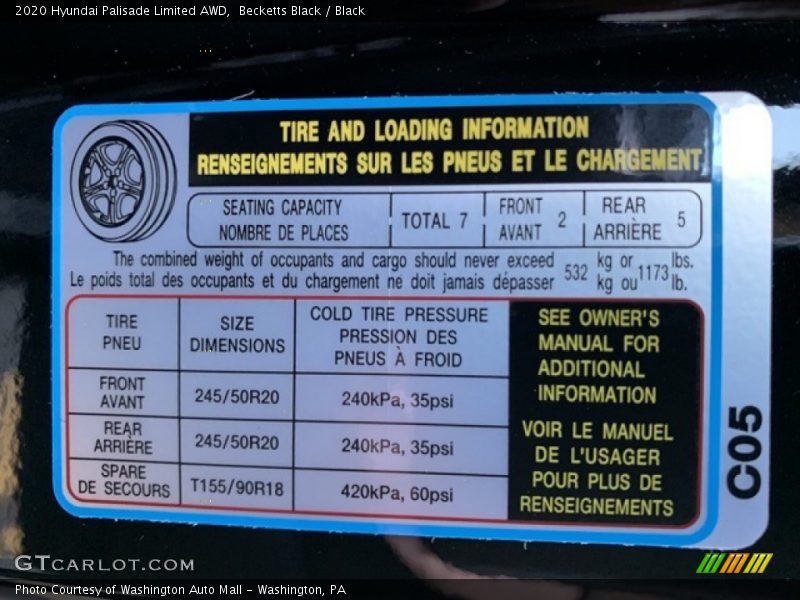 2020 Hyundai Palisade Limited AWD, Becketts Black / Black
TIRE AND LOADING INFORMATION
RENSEIGNEMENTS SUR LES PNEUS ET LE CHARGEMENT
SEATING CAPACITY
NOMBRE DE PLACES
TOTAL 7
FRONT
AVANT
2
REAR
ARRIÈRE
5
The combined weight of occupants and cargo should never exceed
Le poids total des occupants et du chargement ne doit jamais dépasser
532
kg or
kg ou
1173
lbs.
lb.
TIRE
PNEU
SIZE
DIMENSIONS
COLD TIRE PRESSURE
PRESSION DES
PNEUS À FROID
FRONT
AVANT
245/50R20
240kPa, 35psi
REAR
ARRIÈRE
245/50R20
240kPa, 35psi
SPARE
DE SECOURS
T155/90R18
420kPa, 60psi
SEE OWNER'S
MANUAL FOR
ADDITIONAL
INFORMATION
VOIR LE MANUEL
DE L'USAGER
POUR PLUS DE
RENSEIGNEMENTS
C05
GTCARLOT.COM
Photo Courtesy of Washington Auto Mall - Washington, PA